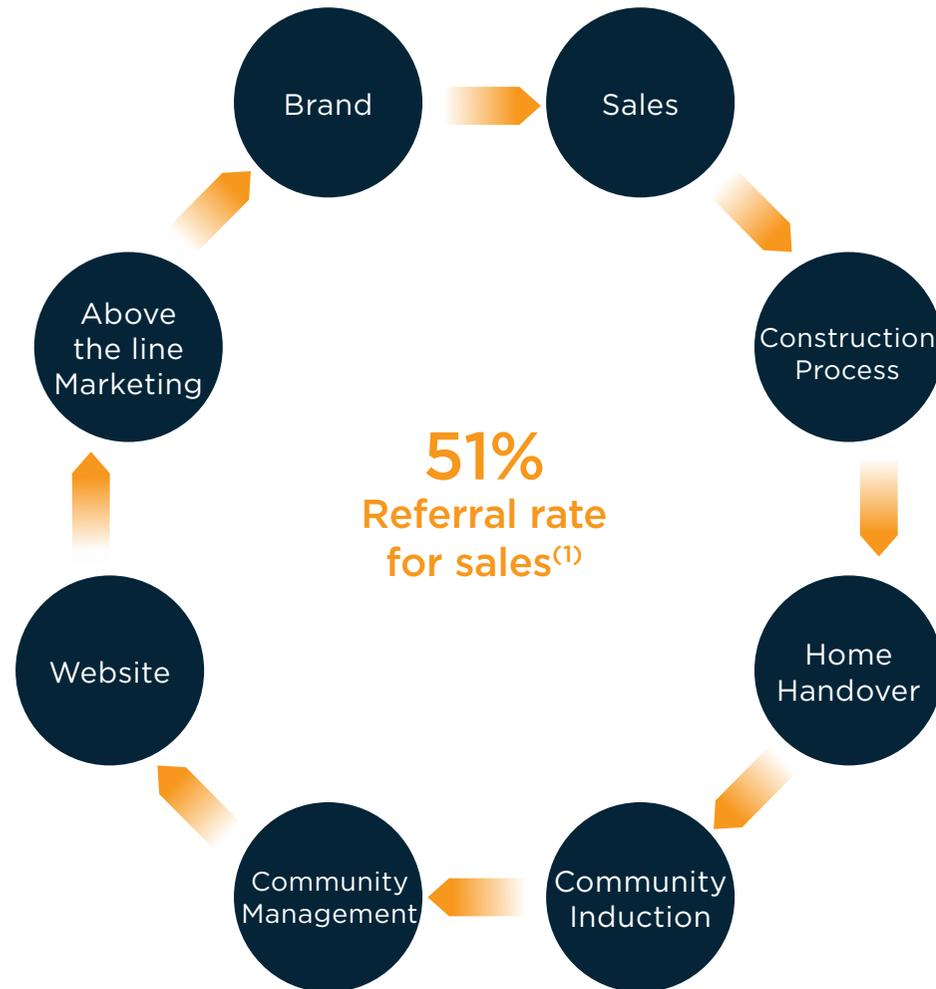 Brand
Sales
Construction
Process
Home
Handover
Community
Induction
Community
Management
Website
Above
the line
Marketing
51%
Referral rate
for sales(1)